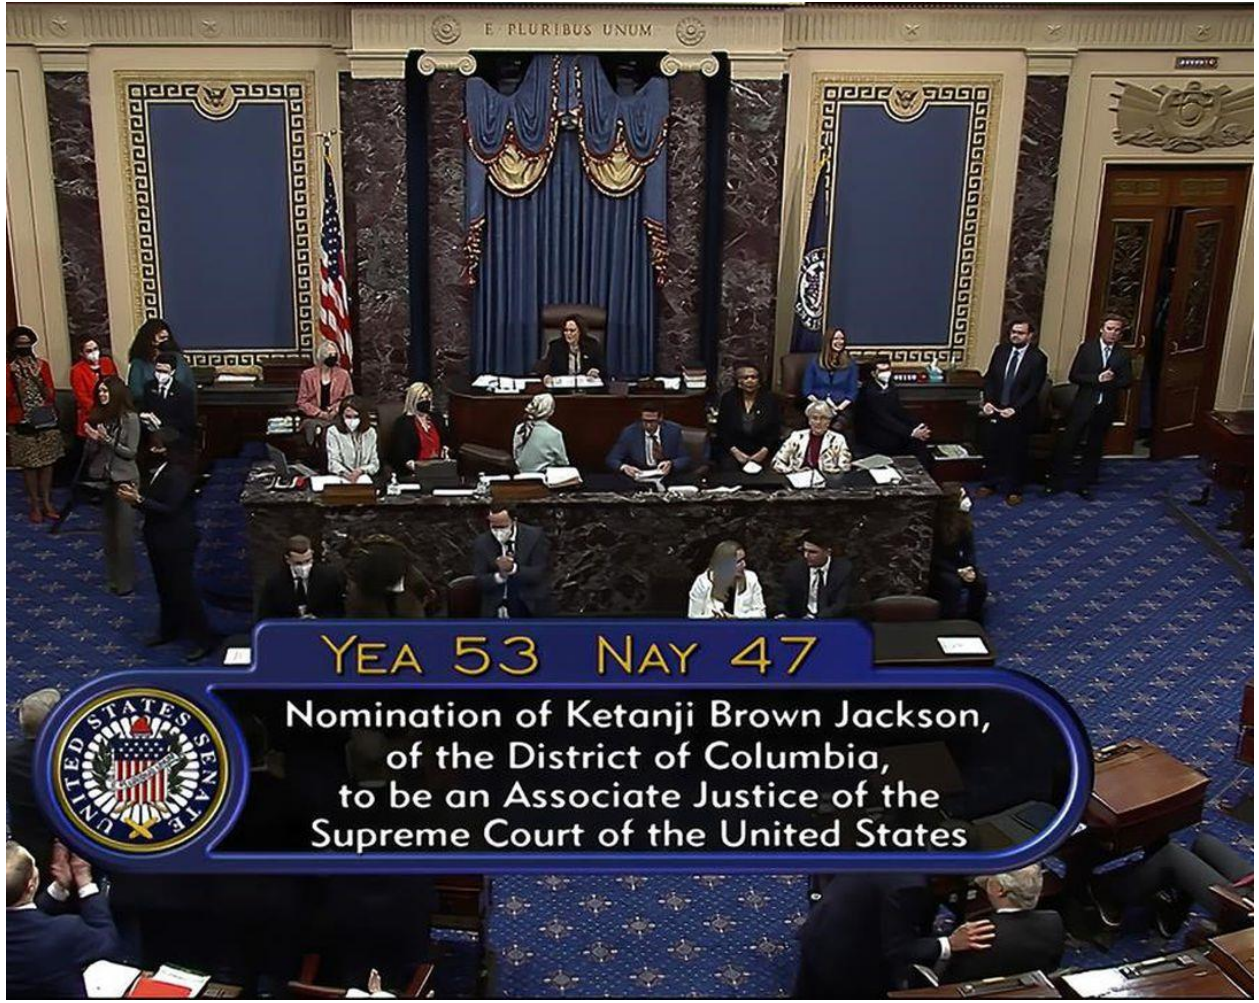 E PLURIBUS UNUM
YEA 53 NAY 47
Nomination of Ketanji Brown Jackson,
of the District of Columbia,
to be an Associate Justice of the
Supreme Court of the United States
UNITED STATES SENATE